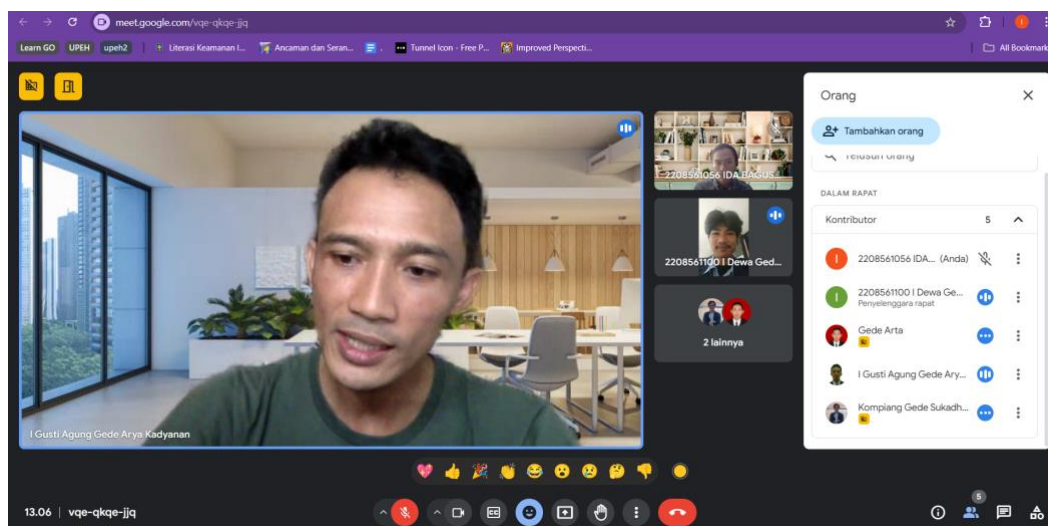 meet.google.com/vqe-qkqe-jjq
Learn GO
UPEH
upeh2
Literasi Keamanan l...
Ancaman dan Seran...
.
Tunnel Icon - Free P...
Improved Perspecti...
All Bookmark
I Gusti Agung Gede Arya Kadyanan
2208561056 IDA BAGUS...
2208561100 I Dewa Ged...
2 lainnya
Orang
Tambahkan orang
Telusuri orang
DALAM RAPAT
Kontributor 5
2208561056 IDA... (Anda)
2208561100 I Dewa Ge...
Penyelenggara rapat
Gede Arta
I Gusti Agung Gede Ary...
Kompiang Gede Sukadh...
13.06 | vqe-qkqe-jjq
5